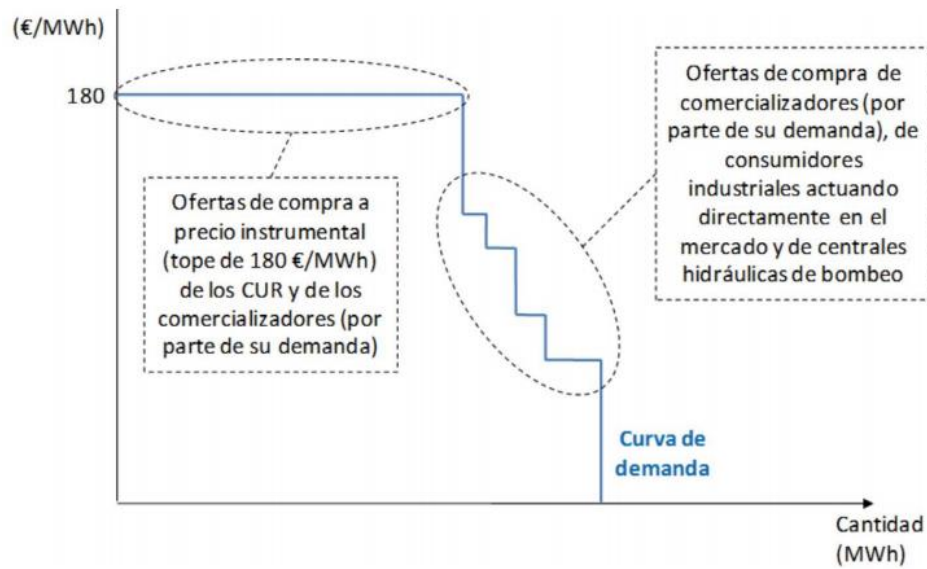 (€/MWh)
180
Ofertas de compra a
precio instrumental
(tope de 180 €/MWh)
de los CUR y de los
comercializadores (por
parte de su demanda)
Ofertas de compra de
comercializadores (por
parte de su demanda), de
consumidores
industriales actuando
directamente en el
mercado y de centrales
hidráulicas de bombeo
Curva de
demanda
Cantidad
(MWh)